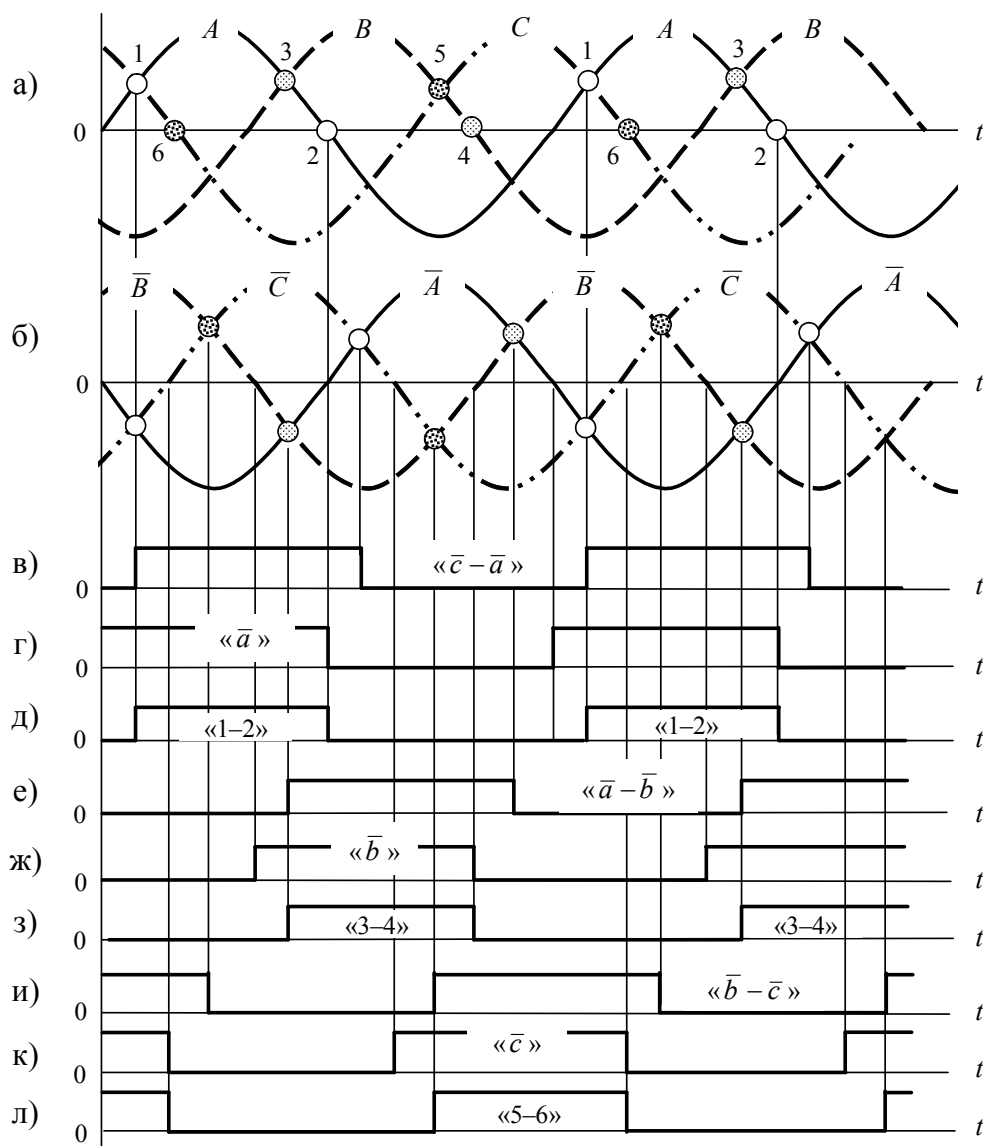 A B C A B
1 3 5 1 3
а)
0 t
6 2 4 6 2
B̅ C̅ A̅ B̅ C̅ A̅
б)
0 t
в) 0 «c̅ – a̅» t
г) 0 «a̅» t
д) 0 «1–2» «1–2» t
е) 0 «a̅ – b̅» t
ж) 0 «b̅» t
з) 0 «3–4» «3–4» t
и) 0 «b̅ – c̅» t
к) 0 «c̅» t
л) 0 «5–6» t